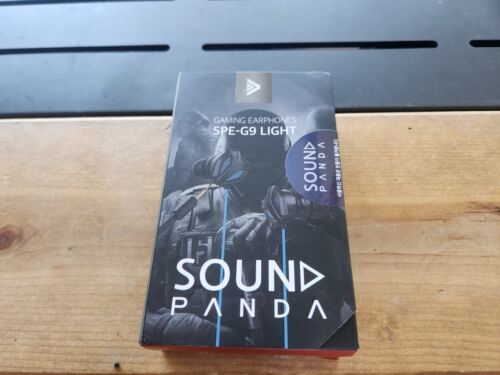 GAMING EARPHONES
SPE-G9 LIGHT
SOUND
PANDA
SOUND
PANDA